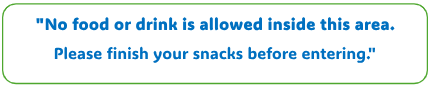 "No food or drink is allowed inside this area.
Please finish your snacks before entering."